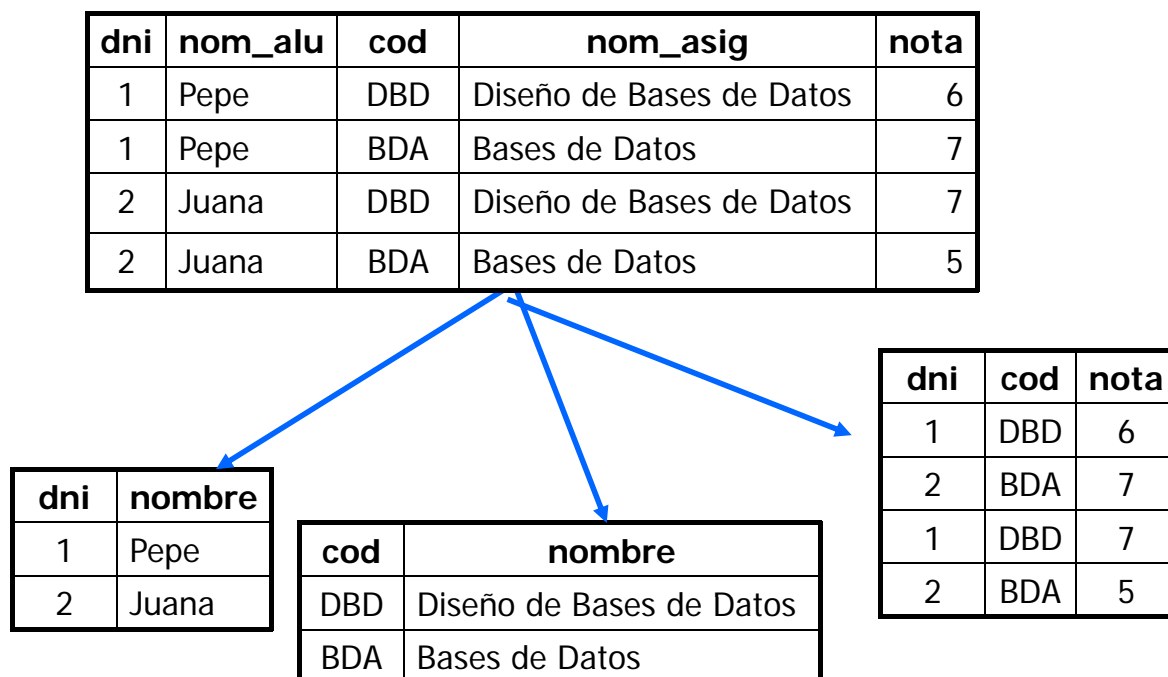 dni nom_alu cod nom_asig nota
1 Pepe DBD Diseño de Bases de Datos 6
1 Pepe BDA Bases de Datos 7
2 Juana DBD Diseño de Bases de Datos 7
2 Juana BDA Bases de Datos 5
dni nombre
1 Pepe
2 Juana
cod nombre
DBD Diseño de Bases de Datos
BDA Bases de Datos
dni cod nota
1 DBD 6
2 BDA 7
1 DBD 7
2 BDA 5